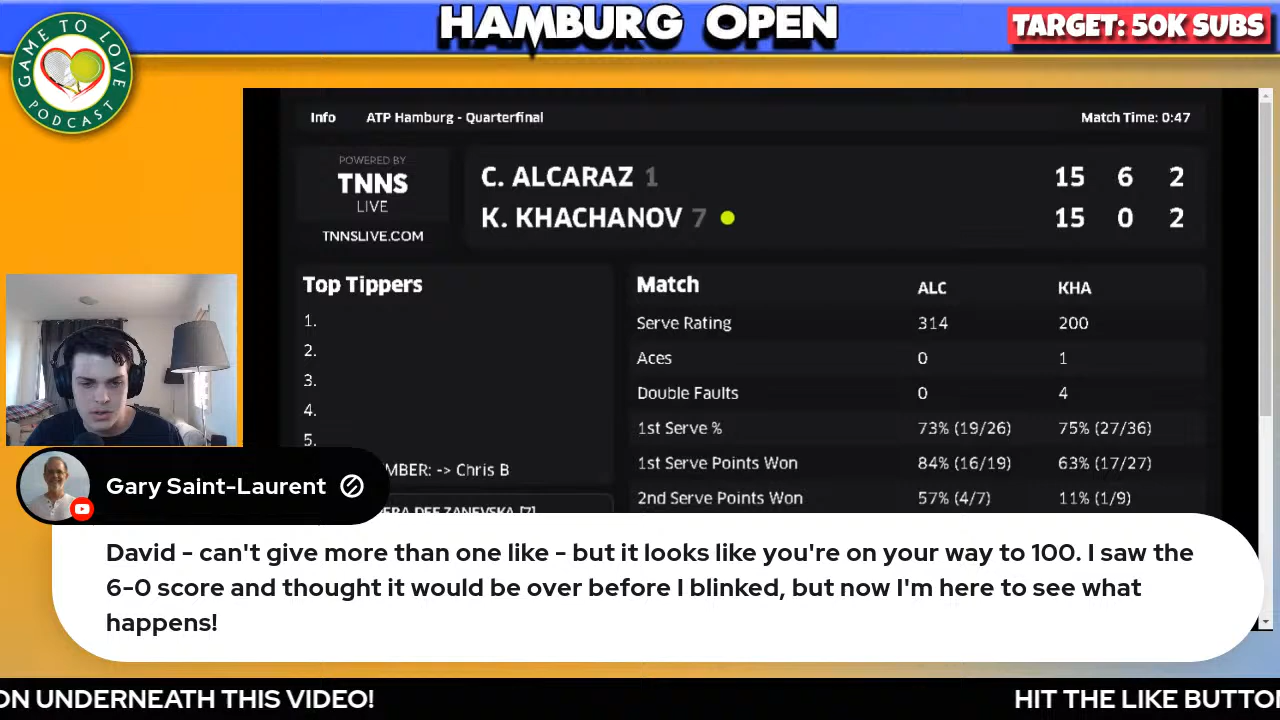 HAMBURG OPEN
TARGET: 50K SUBS
GAME TO LOVE
PODCAST
Info ATP Hamburg - Quarterfinal Match Time: 0:47
POWERED BY
TNNS
LIVE
TNNSLIVE.COM
C. ALCARAZ 1 15 6 2
K. KHACHANOV 7 15 0 2
Top Tippers
1.
2.
3.
4.
5.
MBER: -> Chris B
Match ALC KHA
Serve Rating 314 200
Aces 0 1
Double Faults 0 4
1st Serve % 73% (19/26) 75% (27/36)
1st Serve Points Won 84% (16/19) 63% (17/27)
2nd Serve Points Won 57% (4/7) 11% (1/9)
Gary Saint-Laurent
David - can't give more than one like - but it looks like you're on your way to 100. I saw the
6-0 score and thought it would be over before I blinked, but now I'm here to see what
happens!
ON UNDERNEATH THIS VIDEO! HIT THE LIKE BUTTO